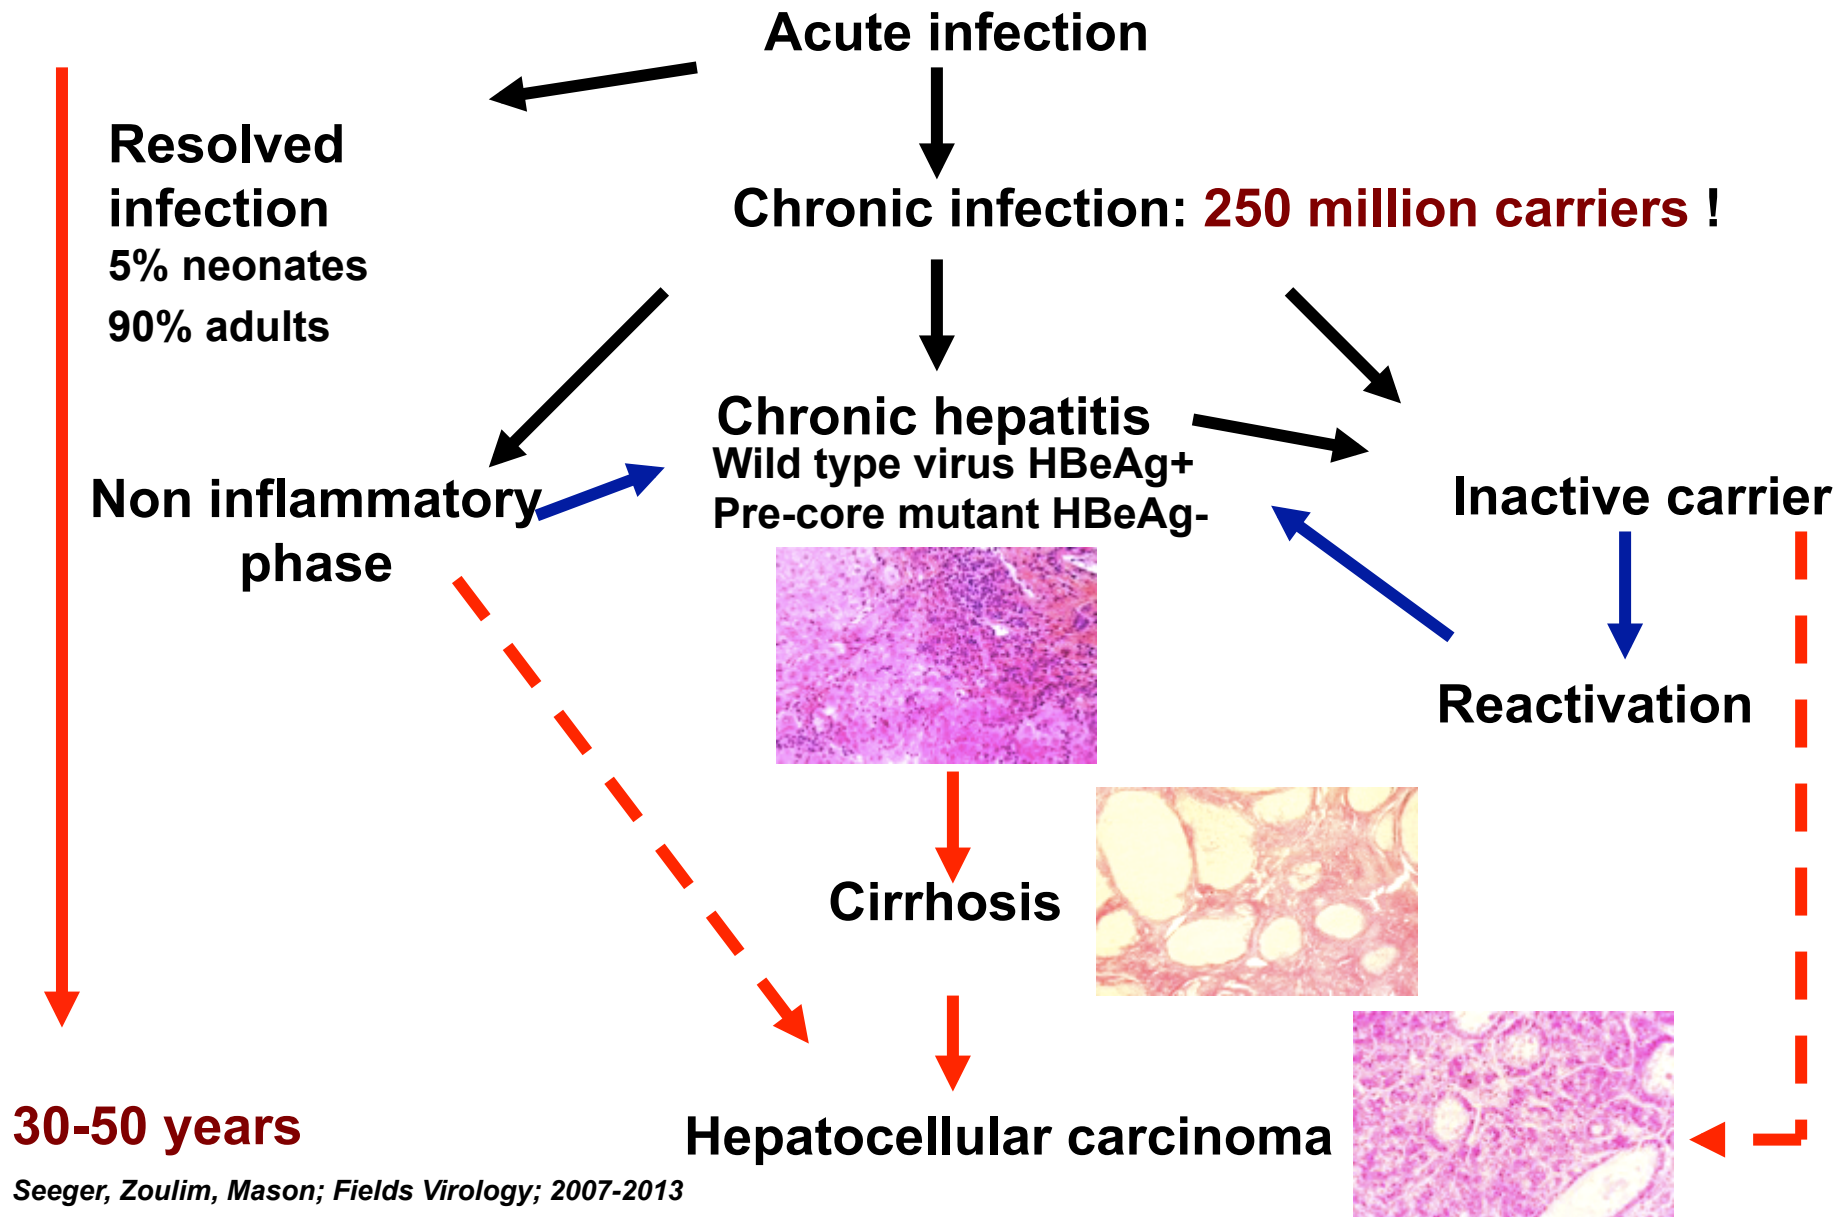 Acute infection
Resolved
infection
5% neonates
90% adults
Chronic infection: 250 million carriers !
Chronic hepatitis
Wild type virus HBeAg+
Pre-core mutant HBeAg-
Non inflammatory
phase
Inactive carrier
Reactivation
Cirrhosis
30-50 years
Hepatocellular carcinoma
Seeger, Zoulim, Mason; Fields Virology; 2007-2013